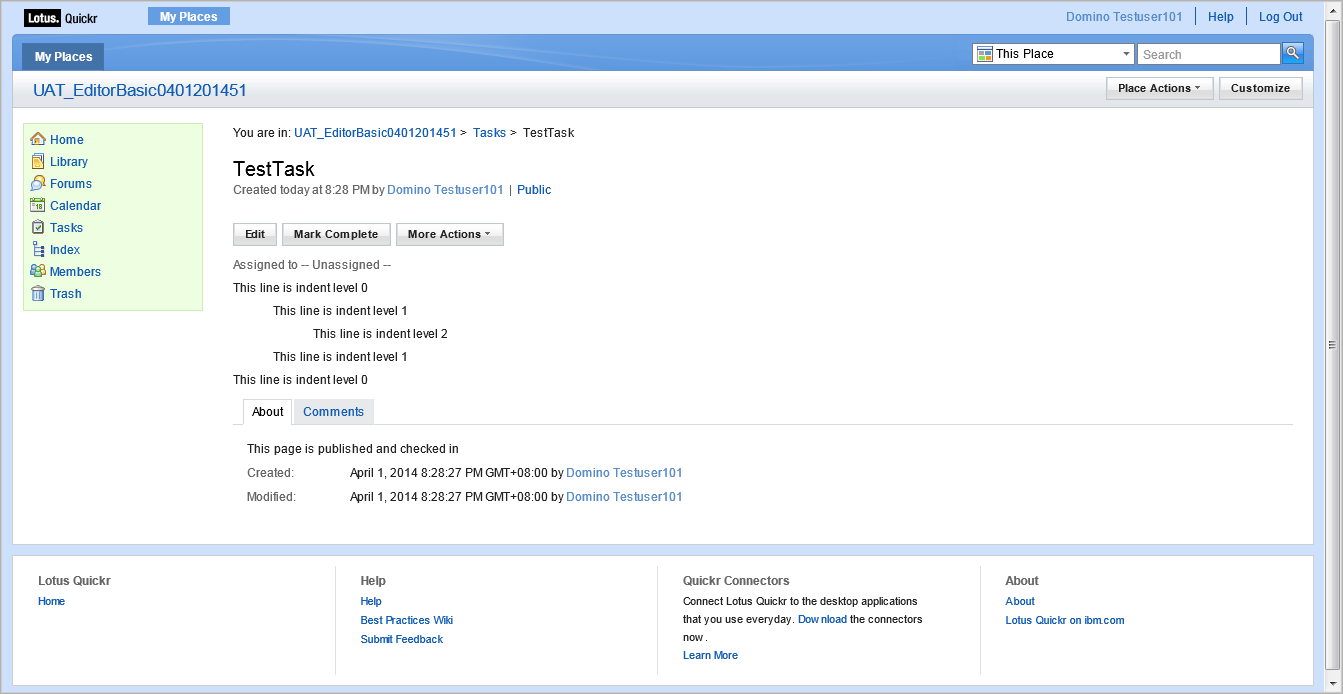 Lotus. Quickr My Places Domino Testuser101 Help Log Out
My Places This Place Search
UAT_EditorBasic0401201451 Place Actions Customize
Home
Library
Forums
18
Calendar
Tasks
Index
Members
Trash
You are in: UAT_EditorBasic0401201451 > Tasks > TestTask
TestTask
Created today at 8:28 PM by Domino Testuser101 | Public
Edit Mark Complete More Actions
Assigned to -- Unassigned --
This line is indent level 0
This line is indent level 1
This line is indent level 2
This line is indent level 1
This line is indent level 0
About Comments
This page is published and checked in
Created: April 1, 2014 8:28:27 PM GMT+08:00 by Domino Testuser101
Modified: April 1, 2014 8:28:27 PM GMT+08:00 by Domino Testuser101
Lotus Quickr
Home
Help
Help
Best Practices Wiki
Submit Feedback
Quickr Connectors
Connect Lotus Quickr to the desktop applications
that you use everyday. Download the connectors
now.
Learn More
About
About
Lotus Quickr on ibm.com